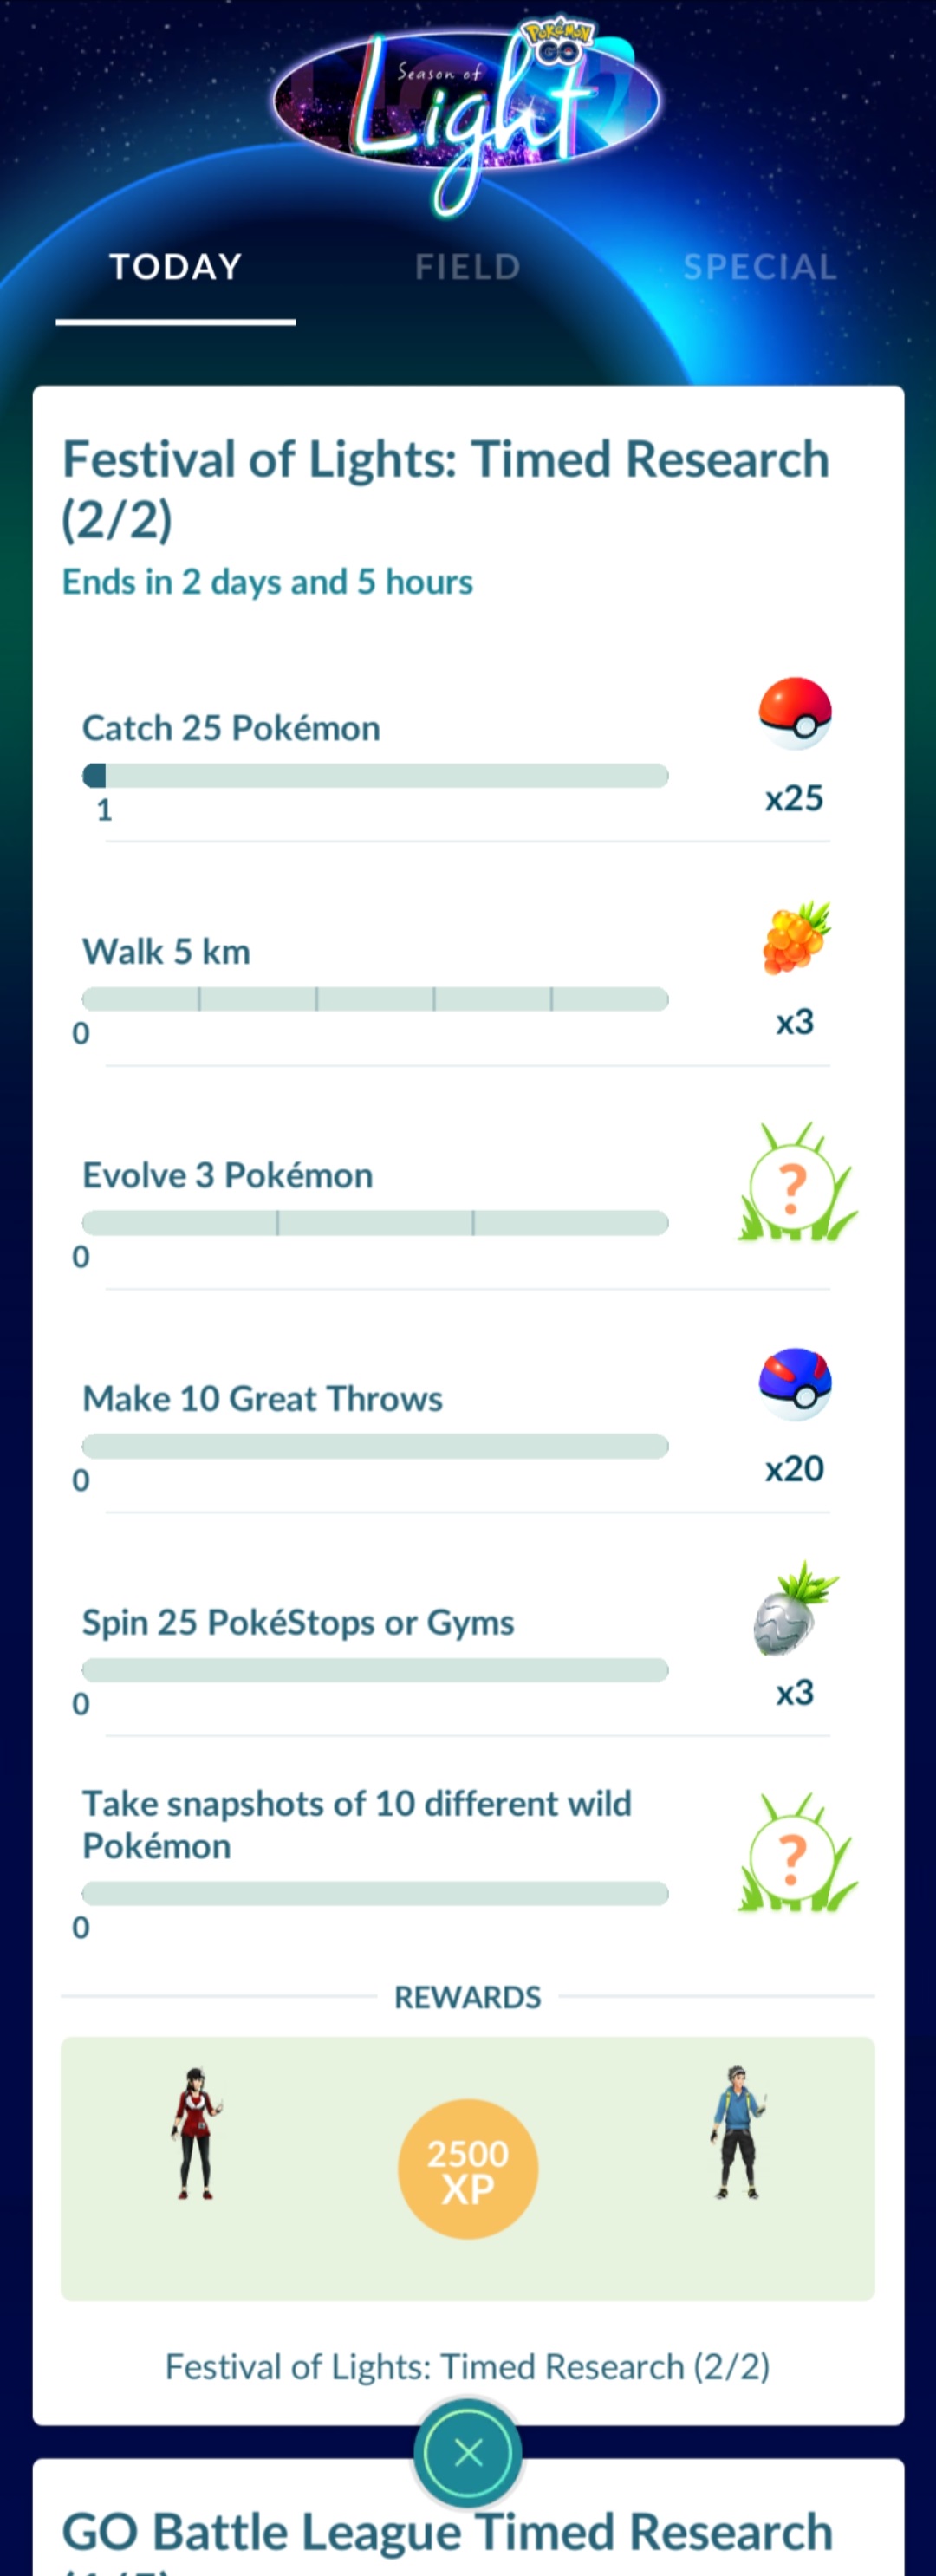 POKÉMON
GO
Season of
Light
TODAY
FIELD
SPECIAL
Festival of Lights: Timed Research
(2/2)
Ends in 2 days and 5 hours
Catch 25 Pokémon
1
x25
Walk 5 km
0
x3
Evolve 3 Pokémon
0
?
Make 10 Great Throws
0
x20
Spin 25 PokéStops or Gyms
0
x3
Take snapshots of 10 different wild
Pokémon
0
?
REWARDS
2500
XP
Festival of Lights: Timed Research (2/2)
GO Battle League Timed Research